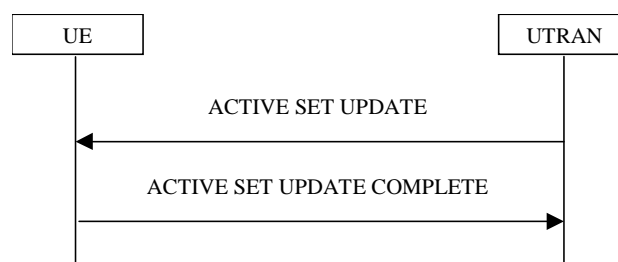 UE
UTRAN
ACTIVE SET UPDATE
ACTIVE SET UPDATE COMPLETE